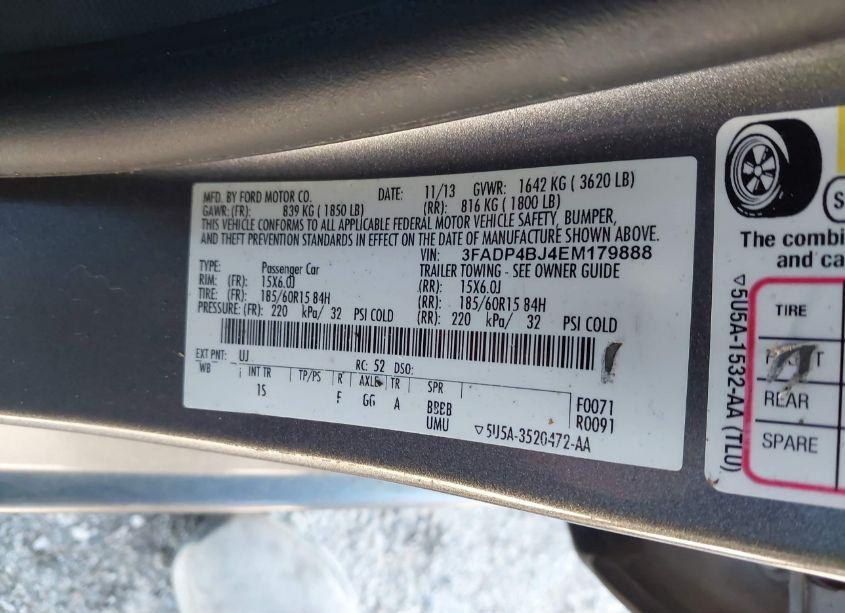 MFD. BY FORD MOTOR CO. DATE: 11/13 GVWR: 1642 KG ( 3620 LB)
GAWR: (FR): 839 KG ( 1850 LB) (RR): 816 KG ( 1800 LB)
THIS VEHICLE CONFORMS TO ALL APPLICABLE FEDERAL MOTOR VEHICLE SAFETY, BUMPER,
AND THEFT PREVENTION STANDARDS IN EFFECT ON THE DATE OF MANUFACTURE SHOWN ABOVE.
VIN: 3FADP4BJ4EM179888
TYPE: Passenger Car TRAILER TOWING - SEE OWNER GUIDE
RIM: (FR): 15X6.0J (RR): 15X6.0J
TIRE: (FR): 185/60R15 84H (RR): 185/60R15 84H
PRESSURE: (FR): 220 kPa/ 32 PSI COLD (RR): 220 kPa/ 32 PSI COLD
EXT PNT: UJ RC: 52 DSO:
WB INT TR TP/PS R AXLE TR SPR
15 F GG A BBEB F0071
UMU R0091
▽5U5A-3520472-AA
The combi
and ca
▽5U5A-1532-AA (TLU)
TIRE
REAR
SPARE